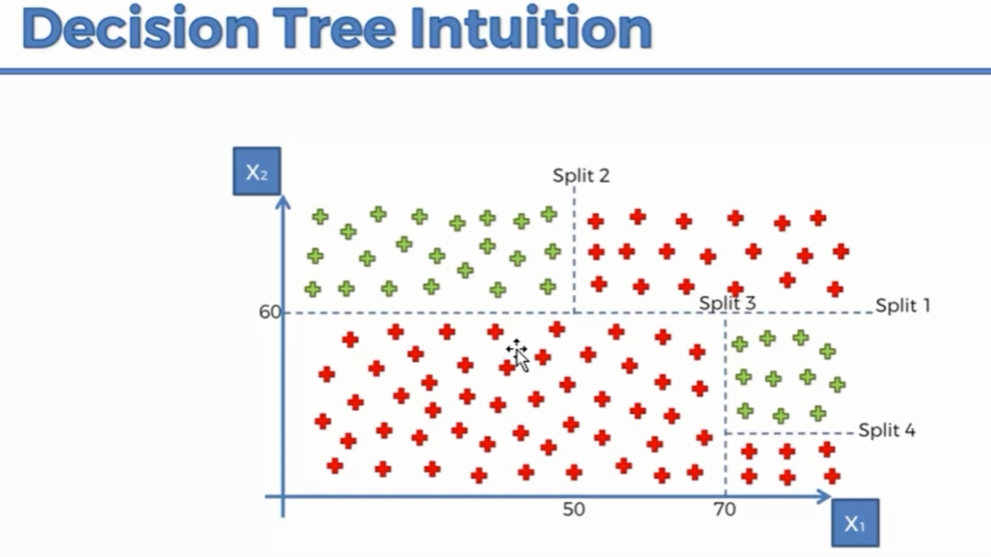 Decision Tree Intuition
X₂
Split 2
Split 3
60
Split 1
Split 4
50
70
X₁